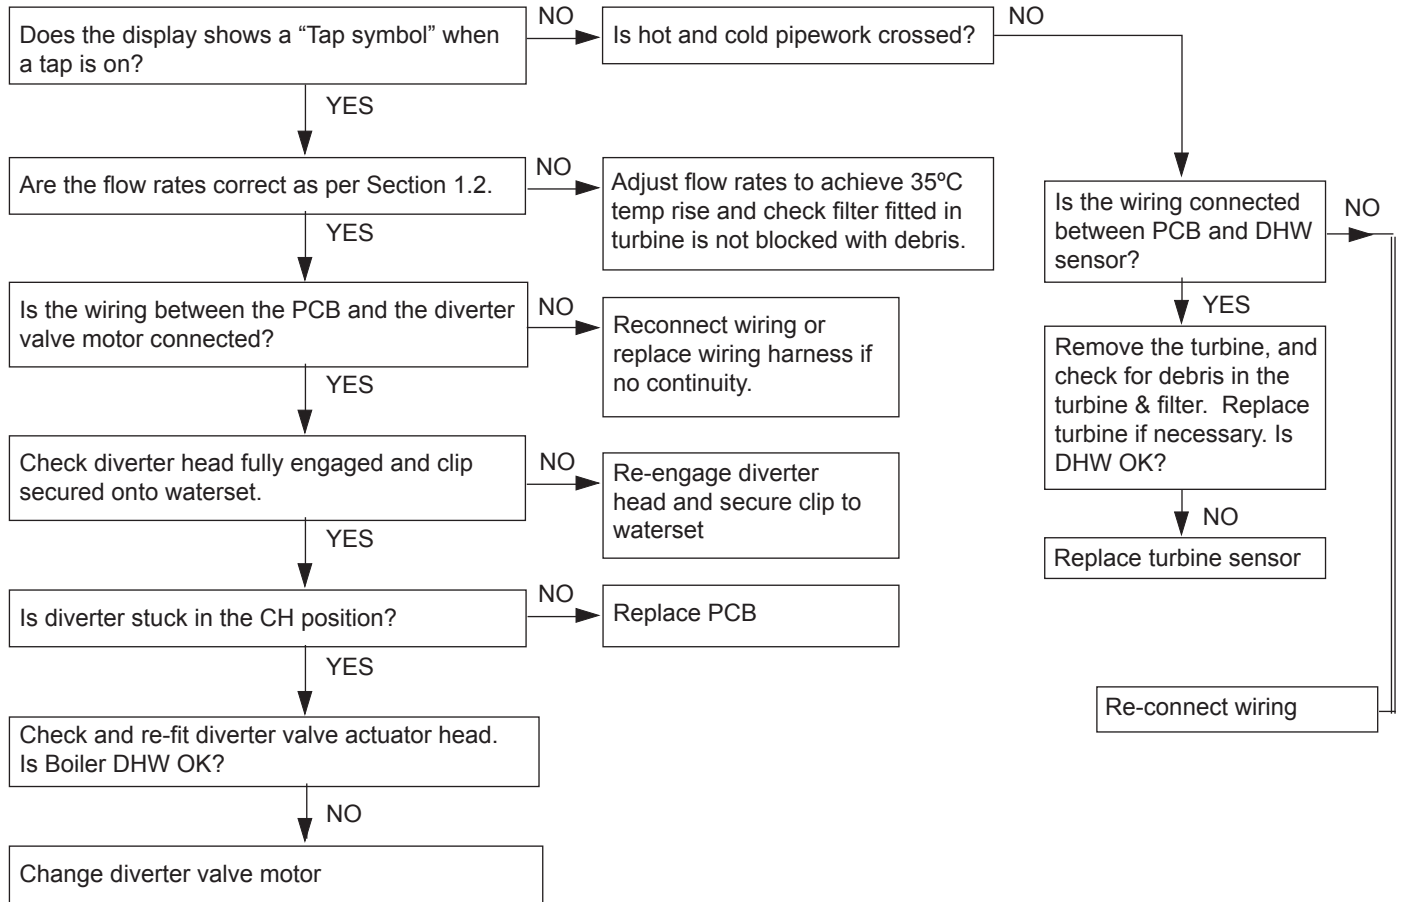 Does the display shows a “Tap symbol” when
a tap is on?
NO
Is hot and cold pipework crossed?
NO
YES
Are the flow rates correct as per Section 1.2.
NO
Adjust flow rates to achieve 35ºC
temp rise and check filter fitted in
turbine is not blocked with debris.
Is the wiring connected
between PCB and DHW
sensor?
NO
YES
Is the wiring between the PCB and the diverter
valve motor connected?
NO
Reconnect wiring or
replace wiring harness if
no continuity.
YES
Remove the turbine, and
check for debris in the
turbine & filter.  Replace
turbine if necessary. Is
DHW OK?
YES
Check diverter head fully engaged and clip
secured onto waterset.
NO
Re-engage diverter
head and secure clip to
waterset
NO
Replace turbine sensor
YES
Is diverter stuck in the CH position?
NO
Replace PCB
YES
Re-connect wiring
Check and re-fit diverter valve actuator head.
Is Boiler DHW OK?
NO
Change diverter valve motor